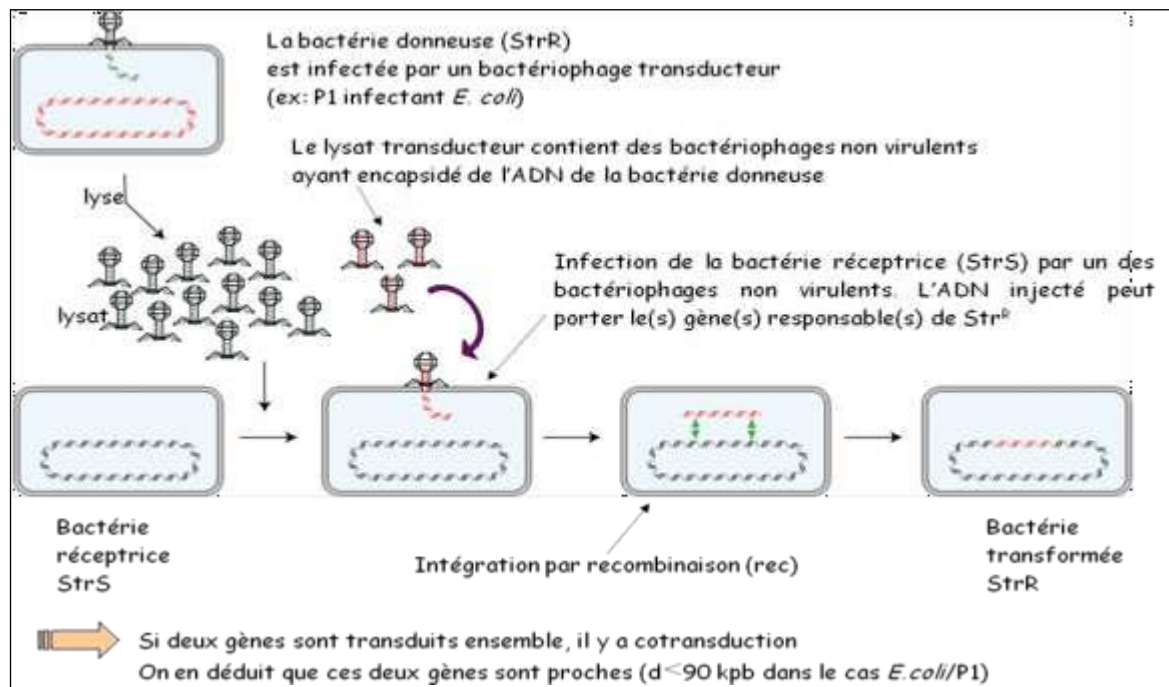 La bactérie donneuse (StrR)
est infectée par un bactériophage transducteur
(ex: P1 infectant E. coli)
Le lysat transducteur contient des bactériophages non virulents
ayant encapsidé de l'ADN de la bactérie donneuse
lyse
Infection de la bactérie réceptrice (StrS) par un des
bactériophages non virulents. L'ADN injecté peut
porter le(s) gène(s) responsable(s) de Strᴿ
lysat
Bactérie
réceptrice
StrS
Intégration par recombinaison (rec)
Bactérie
transformée
StrR
Si deux gènes sont transduits ensemble, il y a cotransduction
On en déduit que ces deux gènes sont proches (d<90 kpb dans le cas E.coli/P1)